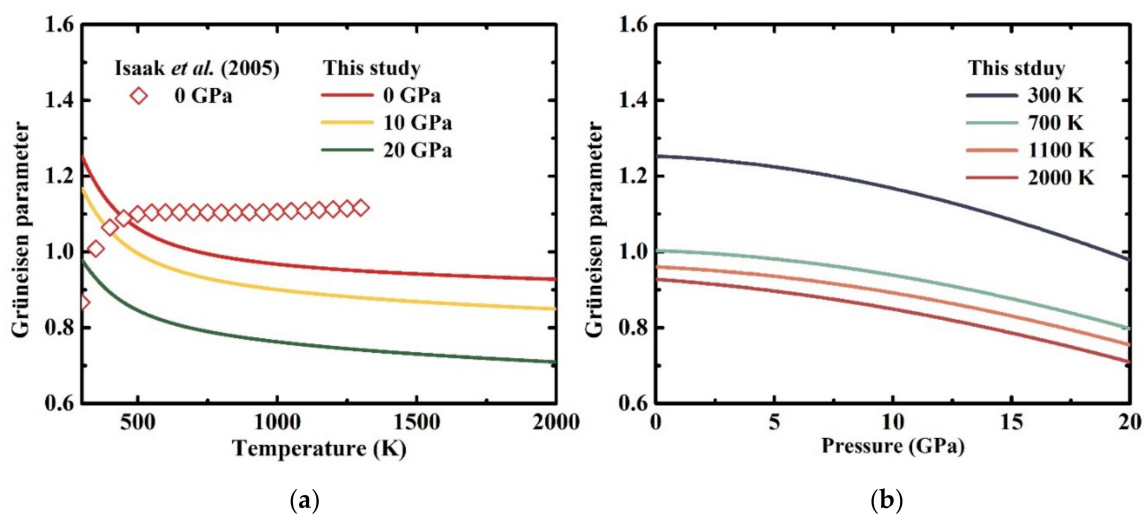 1.6
1.4
1.2
1.0
0.8
0.6
Grüneisen parameter
Isaak et al. (2005)
0 GPa
This study
0 GPa
10 GPa
20 GPa
500
1000
1500
2000
Temperature (K)
(a)
1.6
1.4
1.2
1.0
0.8
0.6
Grüneisen parameter
This stduy
300 K
700 K
1100 K
2000 K
0
5
10
15
20
Pressure (GPa)
(b)